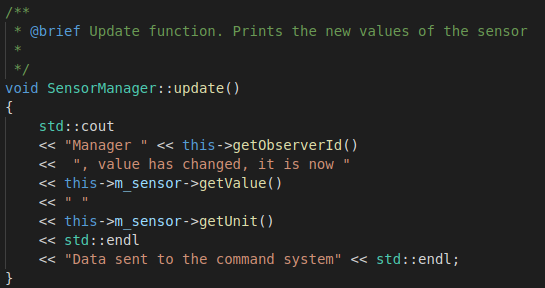 /**
 * @brief Update function. Prints the new values of the sensor
 *
 */
void SensorManager::update()
{
    std::cout
    << "Manager " << this->getObserverId()
    <<  ", value has changed, it is now "
    << this->m_sensor->getValue()
    << " "
    << this->m_sensor->getUnit()
    << std::endl
    << "Data sent to the command system" << std::endl;
}